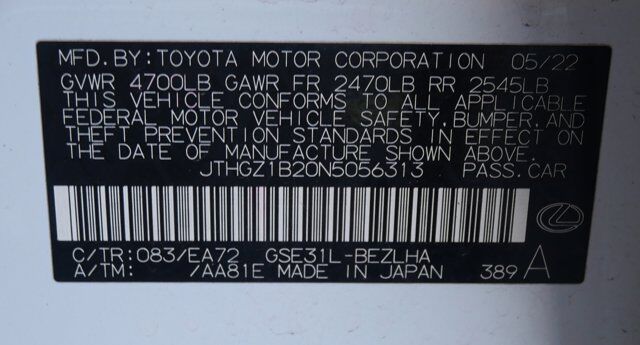 MFD.BY:TOYOTA MOTOR CORPORATION 05/22
GVWR 4700LB GAWR FR 2470LB RR 2545LB
THIS VEHICLE CONFORMS TO ALL APPLICABLE
FEDERAL MOTOR VEHICLE SAFETY, BUMPER, AND
THEFT PREVENTION STANDARDS IN EFFECT ON
THE DATE OF MANUFACTURE SHOWN ABOVE.
JTHGZ1B20N5056313 PASS.CAR
C/TR:083/EA72 GSE31L-BEZLHA
A/TM: /AA81E MADE IN JAPAN 389 A